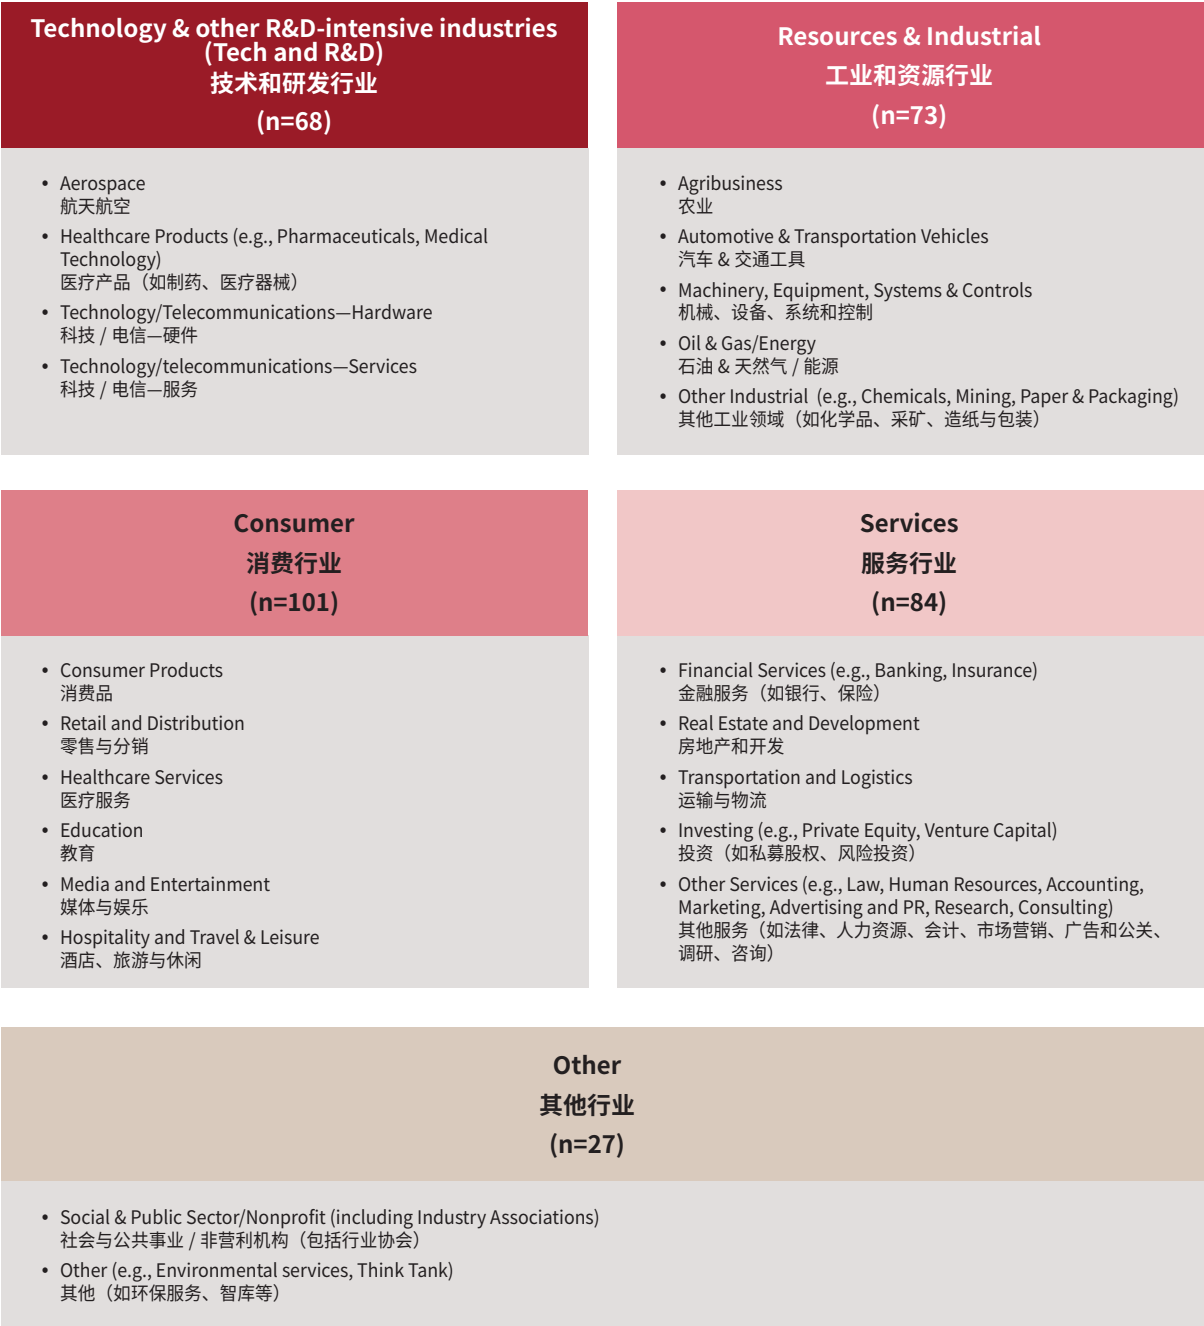 Technology & other R&D-intensive industries
(Tech and R&D)
技术和研发行业
(n=68)
• Aerospace
航天航空
• Healthcare Products (e.g., Pharmaceuticals, Medical
Technology)
医疗产品（如制药、医疗器械）
• Technology/Telecommunications—Hardware
科技 / 电信—硬件
• Technology/telecommunications—Services
科技 / 电信—服务
Resources & Industrial
工业和资源行业
(n=73)
• Agribusiness
农业
• Automotive & Transportation Vehicles
汽车 & 交通工具
• Machinery, Equipment, Systems & Controls
机械、设备、系统和控制
• Oil & Gas/Energy
石油 & 天然气 / 能源
• Other Industrial (e.g., Chemicals, Mining, Paper & Packaging)
其他工业领域（如化学品、采矿、造纸与包装）
Consumer
消费行业
(n=101)
• Consumer Products
消费品
• Retail and Distribution
零售与分销
• Healthcare Services
医疗服务
• Education
教育
• Media and Entertainment
媒体与娱乐
• Hospitality and Travel & Leisure
酒店、旅游与休闲
Services
服务行业
(n=84)
• Financial Services (e.g., Banking, Insurance)
金融服务（如银行、保险）
• Real Estate and Development
房地产和开发
• Transportation and Logistics
运输与物流
• Investing (e.g., Private Equity, Venture Capital)
投资（如私募股权、风险投资）
• Other Services (e.g., Law, Human Resources, Accounting,
Marketing, Advertising and PR, Research, Consulting)
其他服务（如法律、人力资源、会计、市场营销、广告和公关、
调研、咨询）
Other
其他行业
(n=27)
• Social & Public Sector/Nonprofit (including Industry Associations)
社会与公共事业 / 非营利机构（包括行业协会）
• Other (e.g., Environmental services, Think Tank)
其他（如环保服务、智库等）